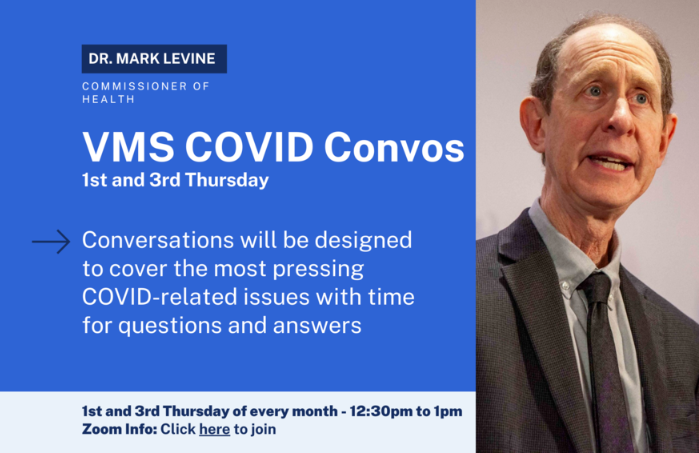 DR. MARK LEVINE
COMMISSIONER OF
HEALTH
VMS COVID Convos
1st and 3rd Thursday
Conversations will be designed
to cover the most pressing
COVID-related issues with time
for questions and answers
1st and 3rd Thursday of every month - 12:30pm to 1pm
Zoom Info: Click here to join